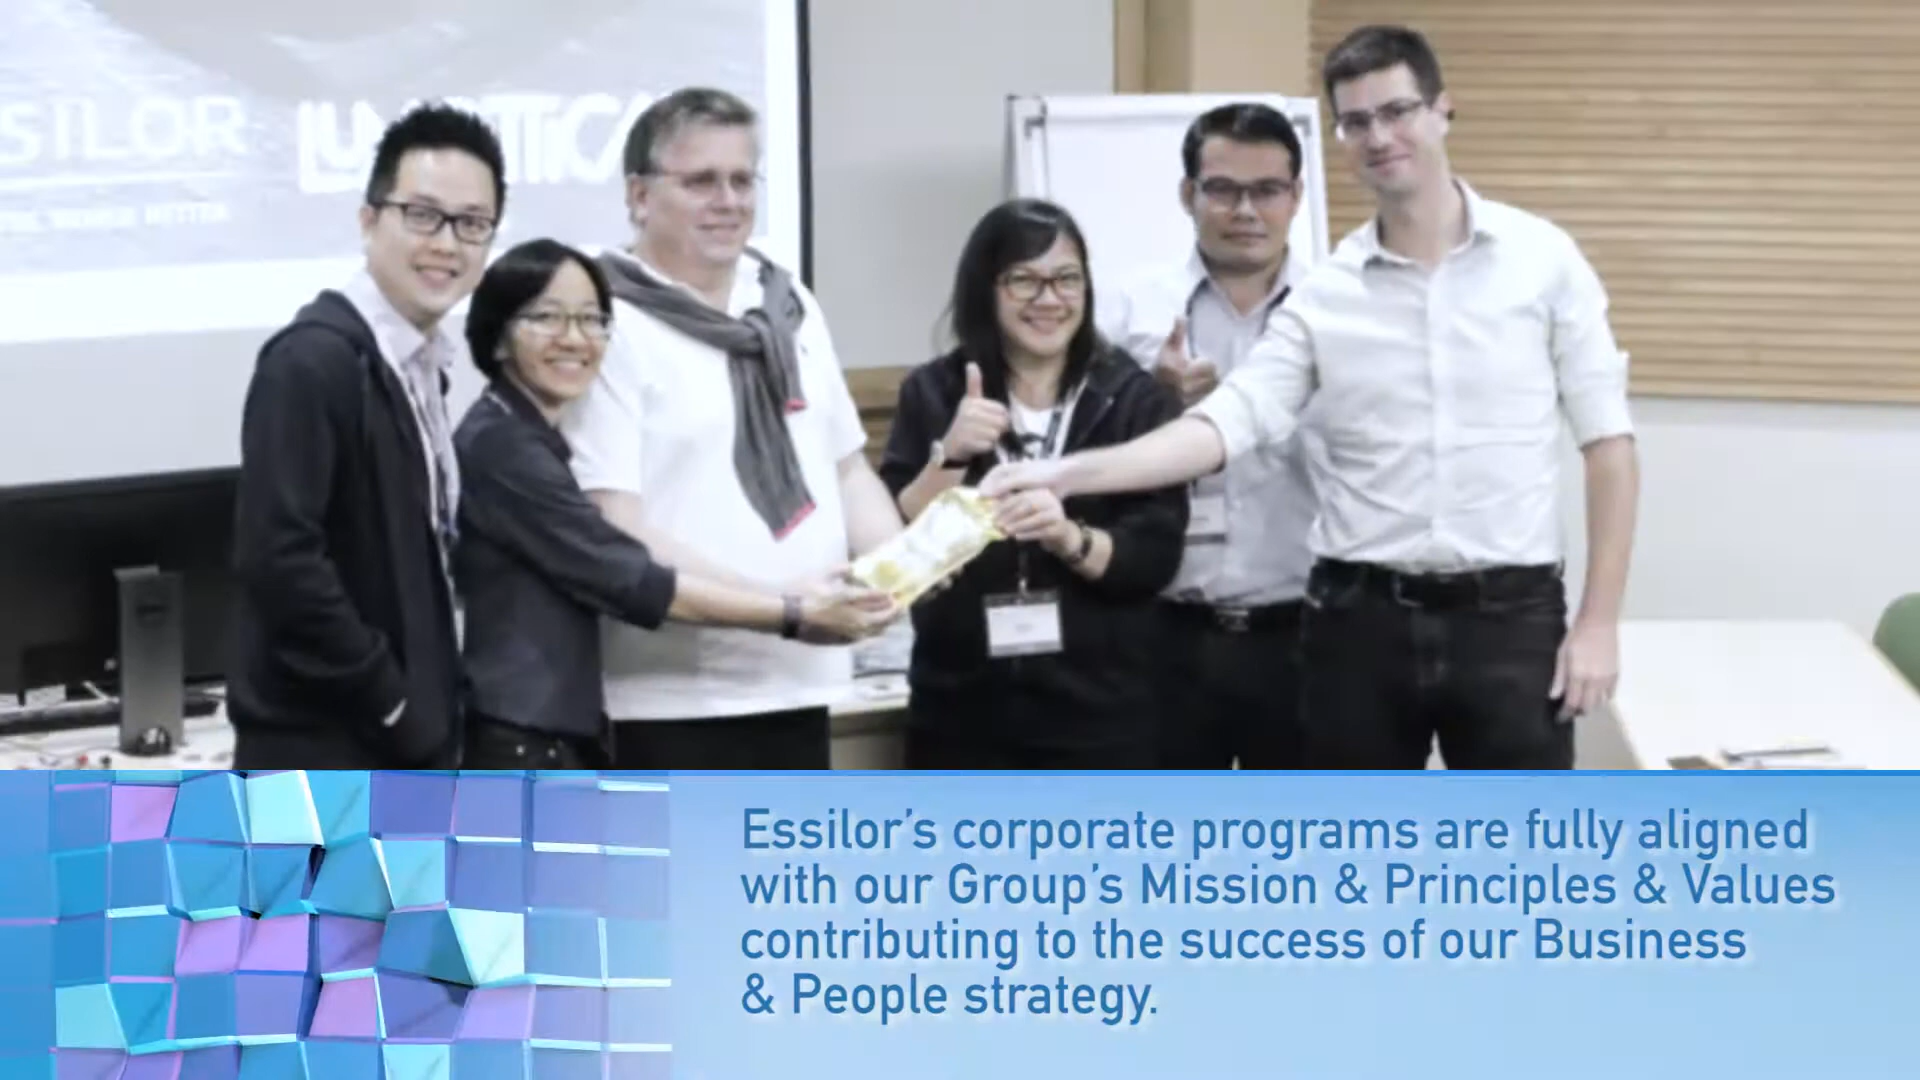 SILOR
Essilor's corporate programs are fully aligned
with our Group's Mission & Principles & Values
contributing to the success of our Business
& People strategy.